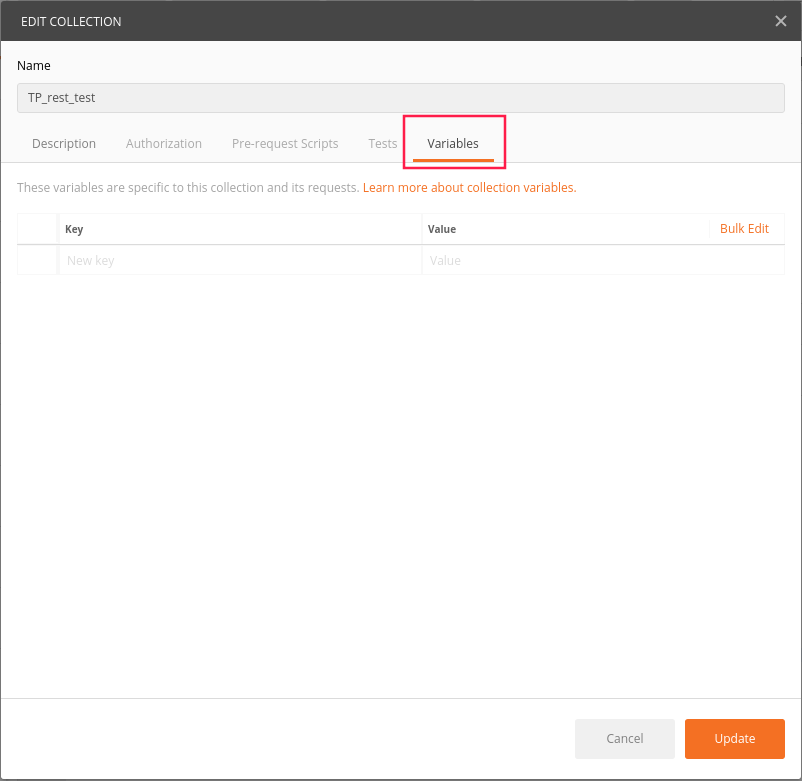 EDIT COLLECTION
Name
TP_rest_test
Description Authorization Pre-request Scripts Tests Variables
These variables are specific to this collection and its requests. Learn more about collection variables.
Key Value Bulk Edit
New key Value
Cancel Update